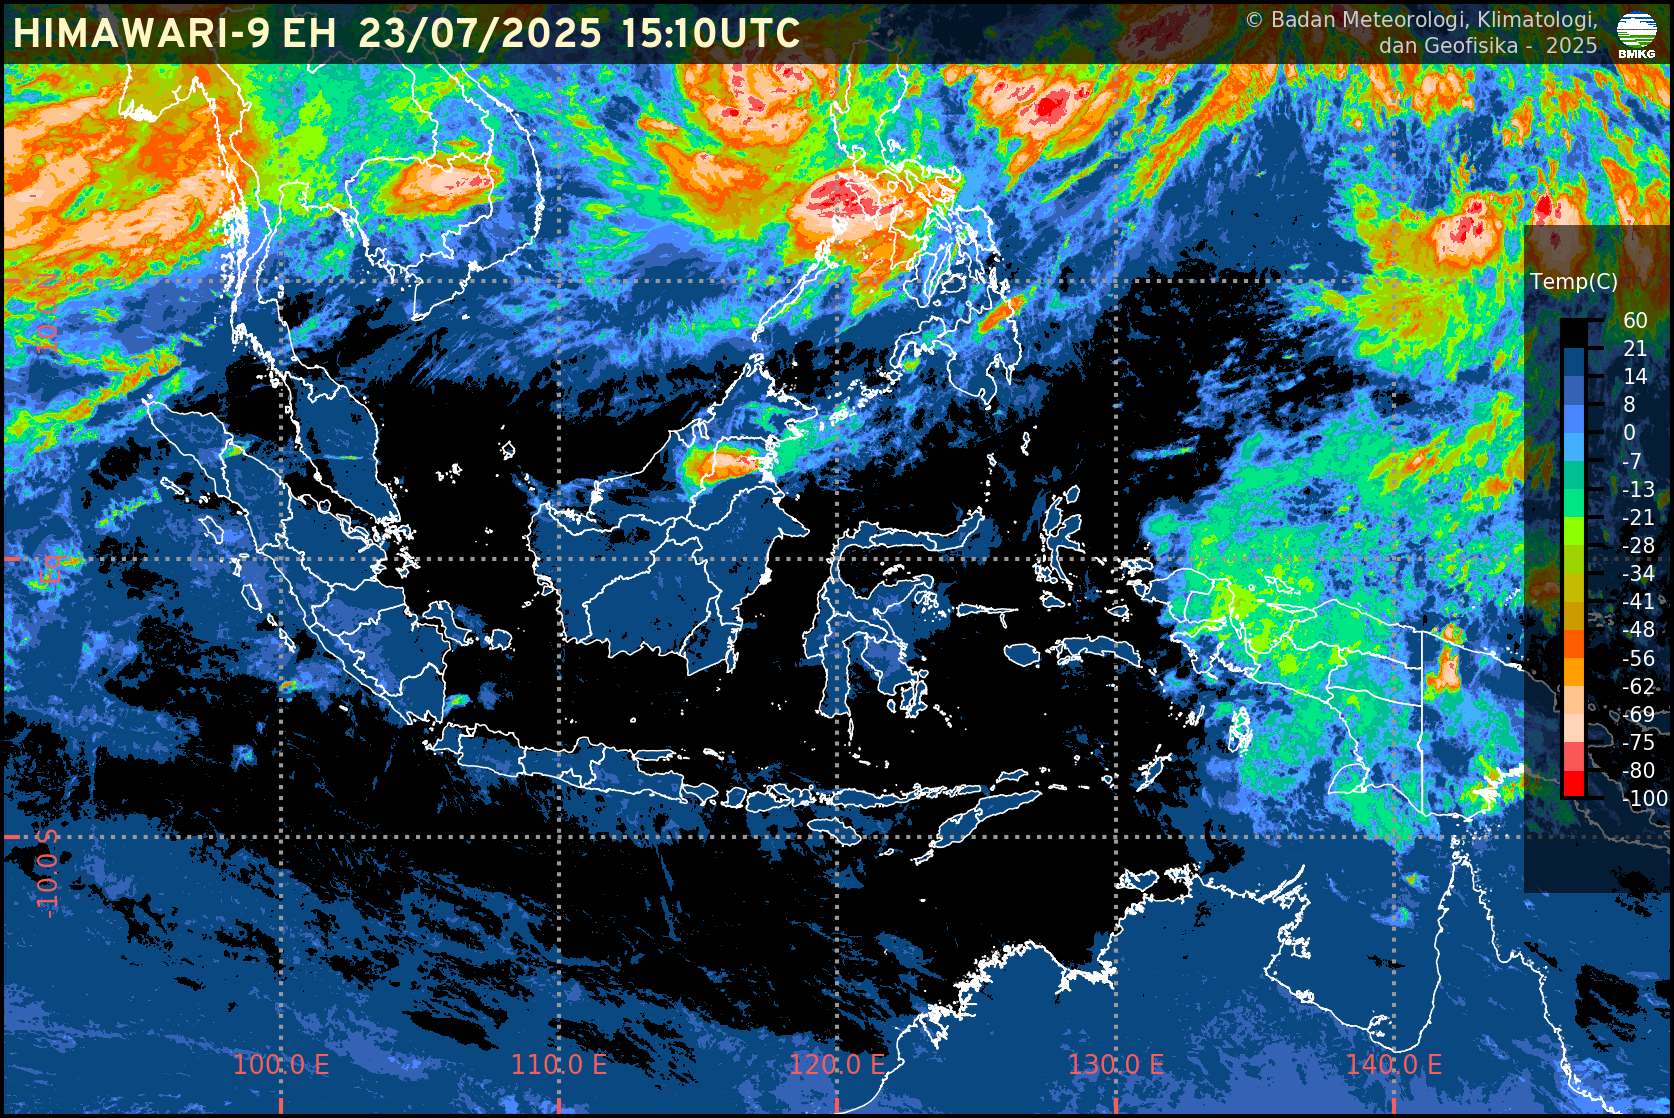 HIMAWARI-9 EH 23/07/2025 15:10UTC
© Badan Meteorologi, Klimatologi,
dan Geofisika - 2025
BMKG
Temp(C)
60
21
14
8
0
-7
-13
-21
-28
-34
-41
-48
-56
-62
-69
-75
-80
-100
Eq
-10.0 S
100.0 E
110.0 E
120.0 E
130.0 E
140.0 E